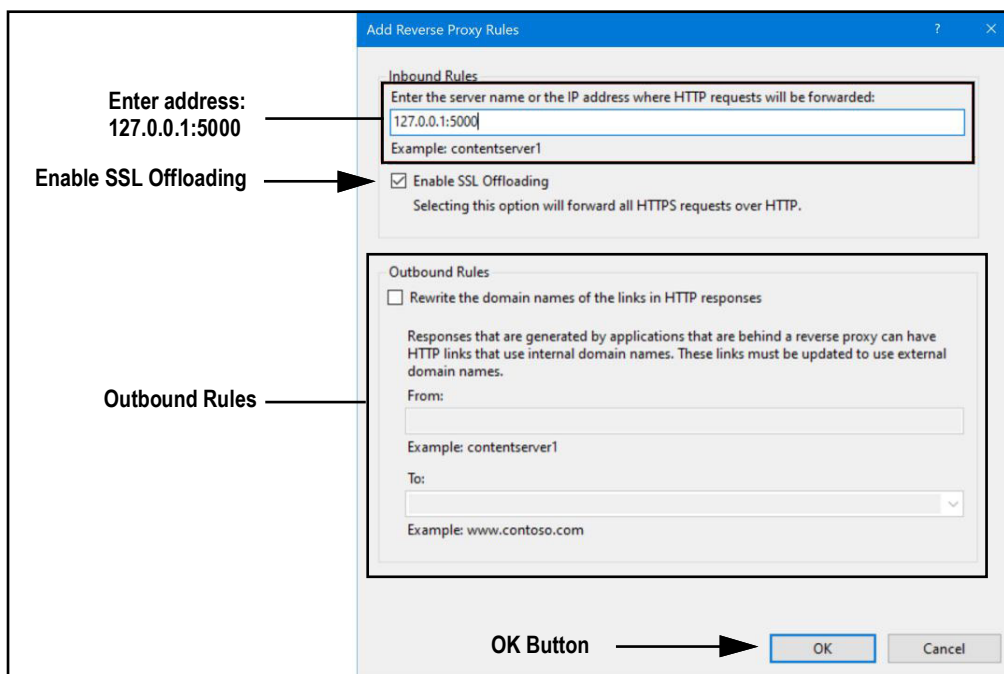 Add Reverse Proxy Rules
Inbound Rules
Enter the server name or the IP address where HTTP requests will be forwarded:
Enter address:
127.0.0.1:5000
127.0.0.1:5000
Example: contentserver1
Enable SSL Offloading
Enable SSL Offloading
Selecting this option will forward all HTTPS requests over HTTP.
Outbound Rules
Rewrite the domain names of the links in HTTP responses
Responses that are generated by applications that are behind a reverse proxy can have
HTTP links that use internal domain names. These links must be updated to use external
domain names.
Outbound Rules
From:
Example: contentserver1
To:
Example: www.contoso.com
OK Button
OK
Cancel